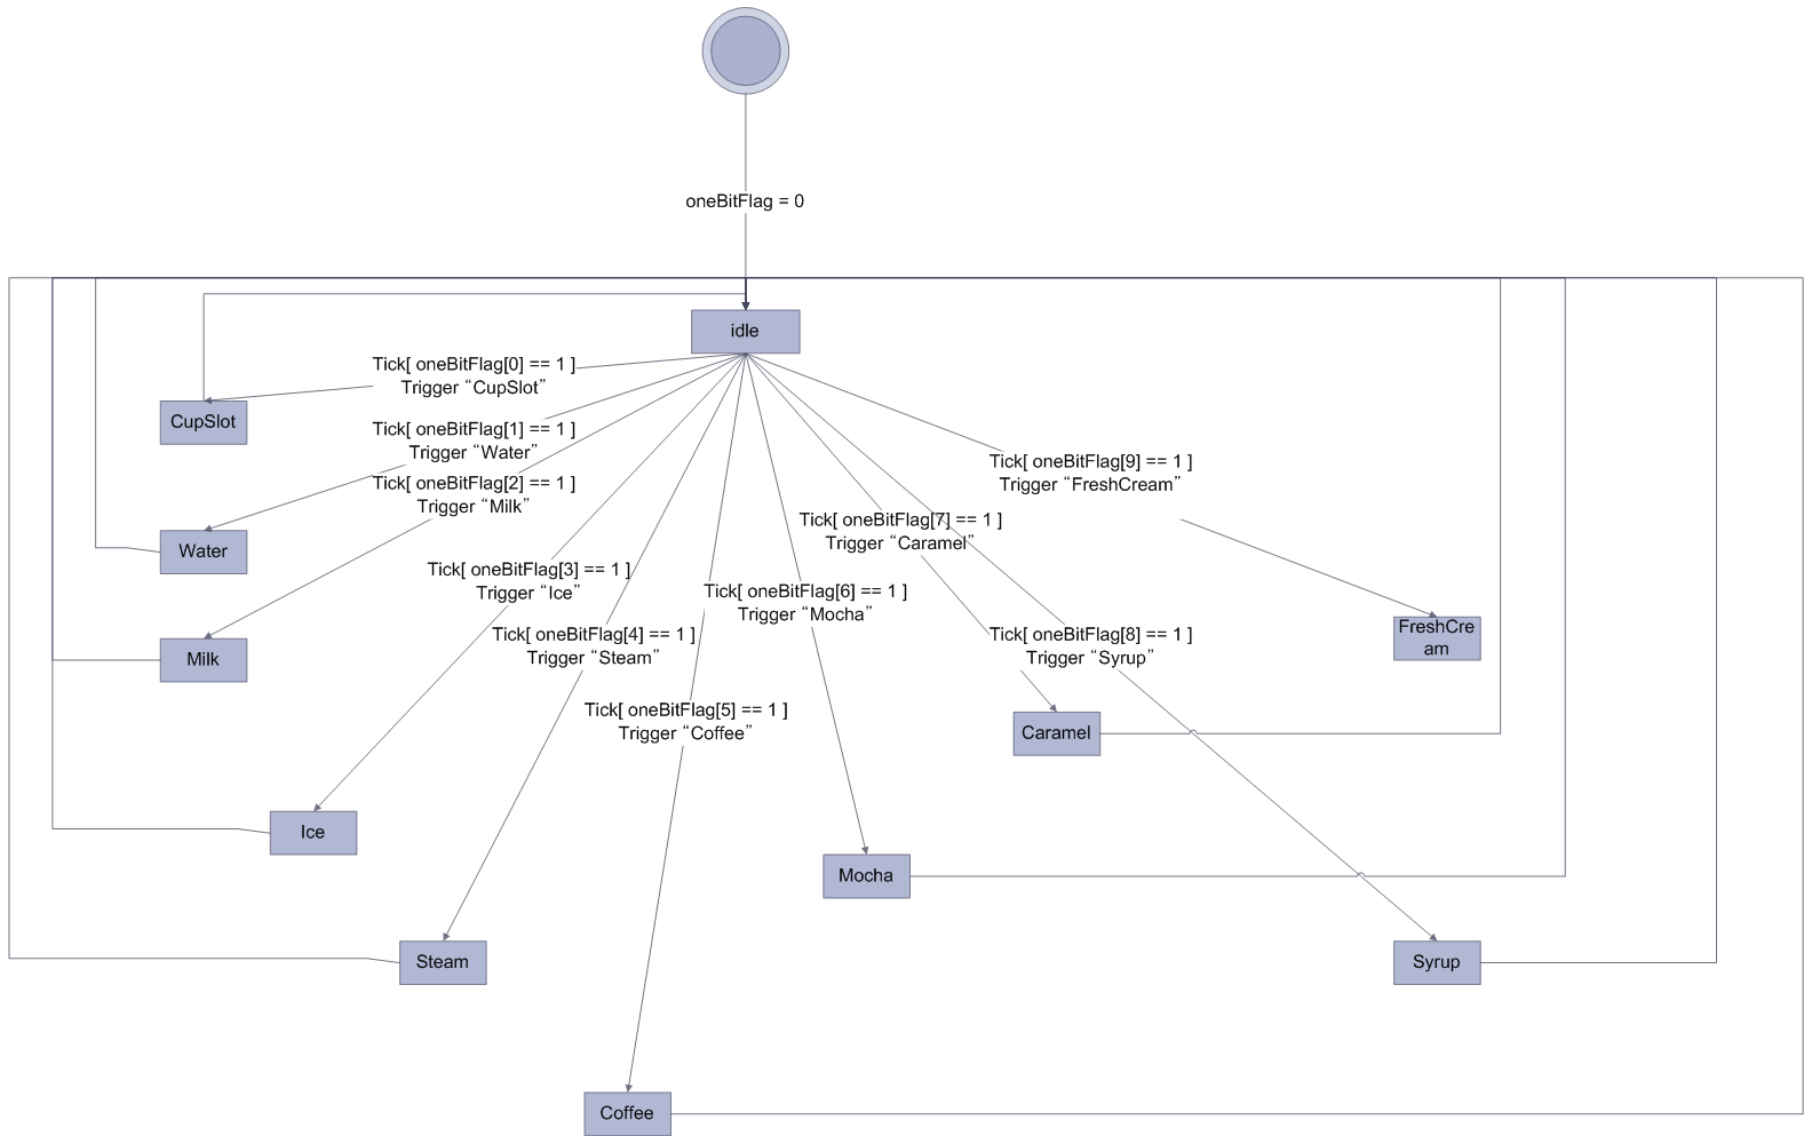 oneBitFlag = 0
idle
Tick[ oneBitFlag[0] == 1 ]
Trigger “CupSlot”
CupSlot
Tick[ oneBitFlag[1] == 1 ]
Trigger “Water”
Tick[ oneBitFlag[9] == 1 ]
Trigger “FreshCream”
Tick[ oneBitFlag[2] == 1 ]
Trigger “Milk”
Tick[ oneBitFlag[7] == 1 ]
Trigger “Caramel”
Water
Tick[ oneBitFlag[3] == 1 ]
Trigger “Ice”
Tick[ oneBitFlag[6] == 1 ]
Trigger “Mocha”
Tick[ oneBitFlag[4] == 1 ]
Trigger “Steam”
Tick[ oneBitFlag[8] == 1 ]
Trigger “Syrup”
FreshCre
am
Milk
Tick[ oneBitFlag[5] == 1 ]
Trigger “Coffee”
Caramel
Ice
Mocha
Steam
Syrup
Coffee